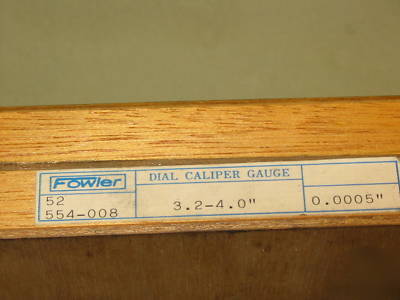 Fowler
DIAL CALIPER GAUGE
52
554-008
3.2-4.0"
0.0005"